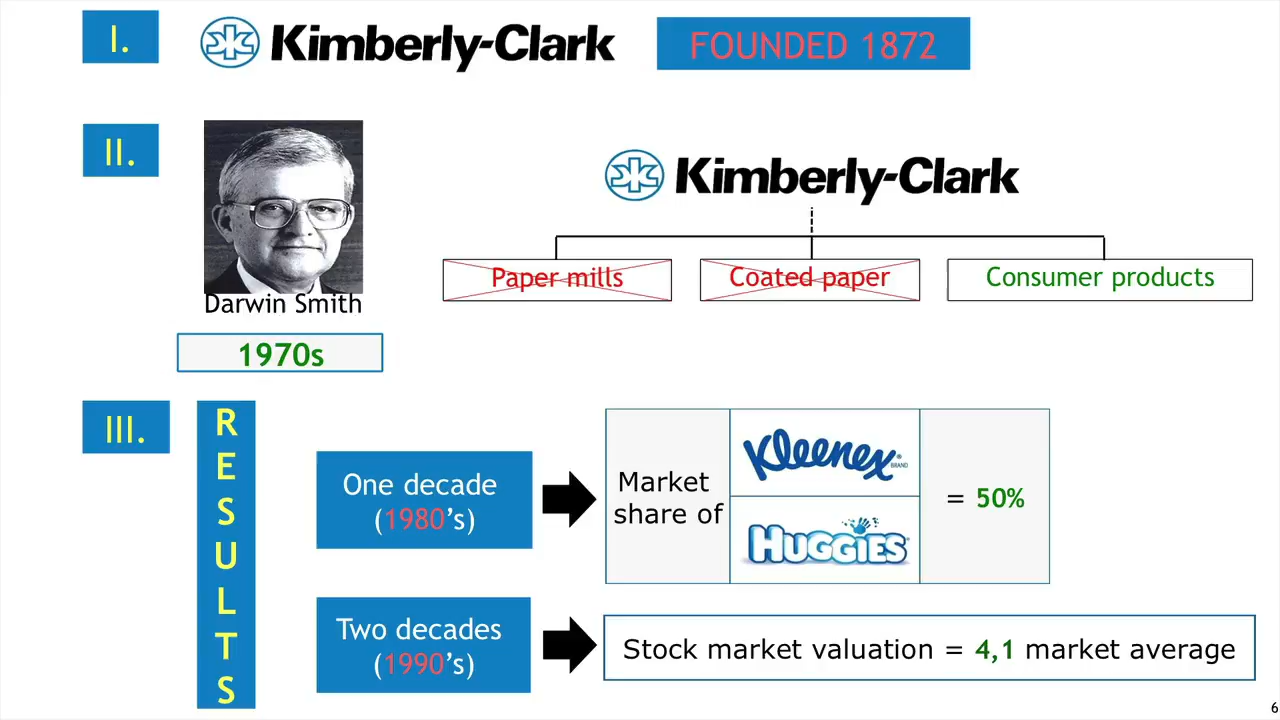 I.
Kimberly-Clark
FOUNDED 1872
II.
Darwin Smith
1970s
Kimberly-Clark
Paper mills
Coated paper
Consumer products
III.
RESULTS
One decade
(1980's)
Market
share of
Kleenex® BRAND
HUGGIES
= 50%
Two decades
(1990's)
Stock market valuation = 4,1 market average
6